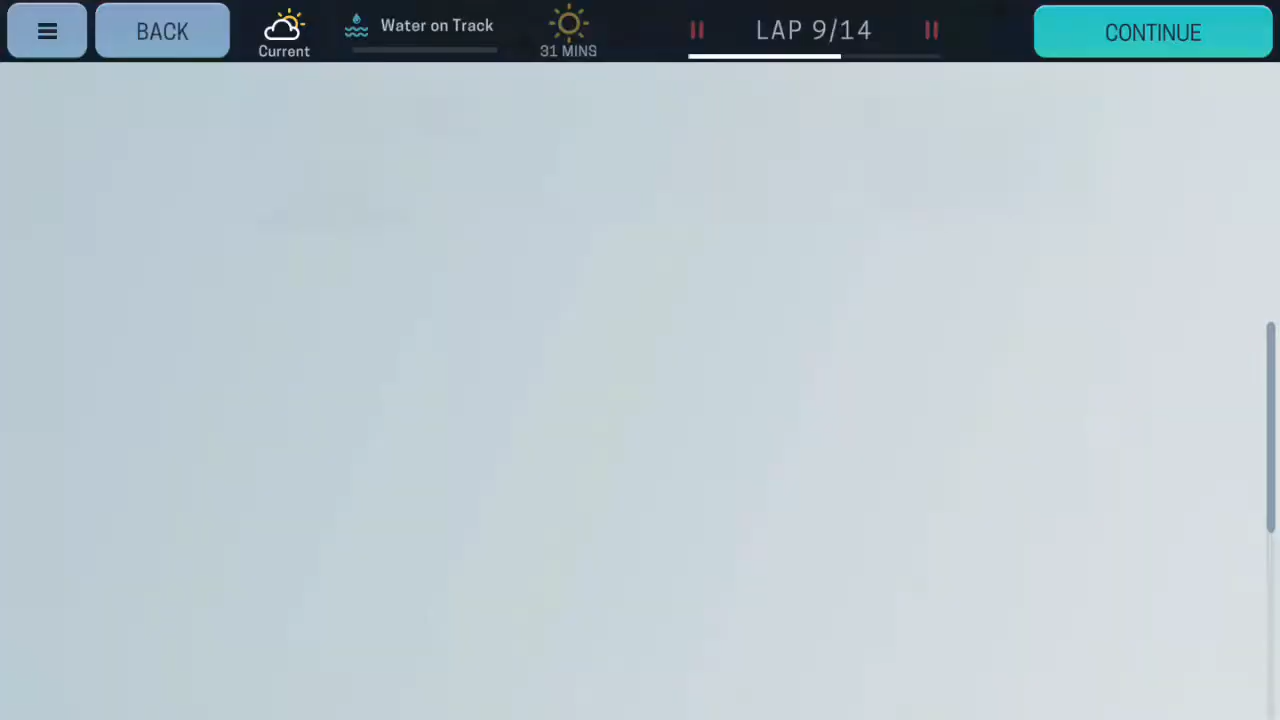 BACK
Current
Water on Track
31 MINS
LAP 9/14
CONTINUE